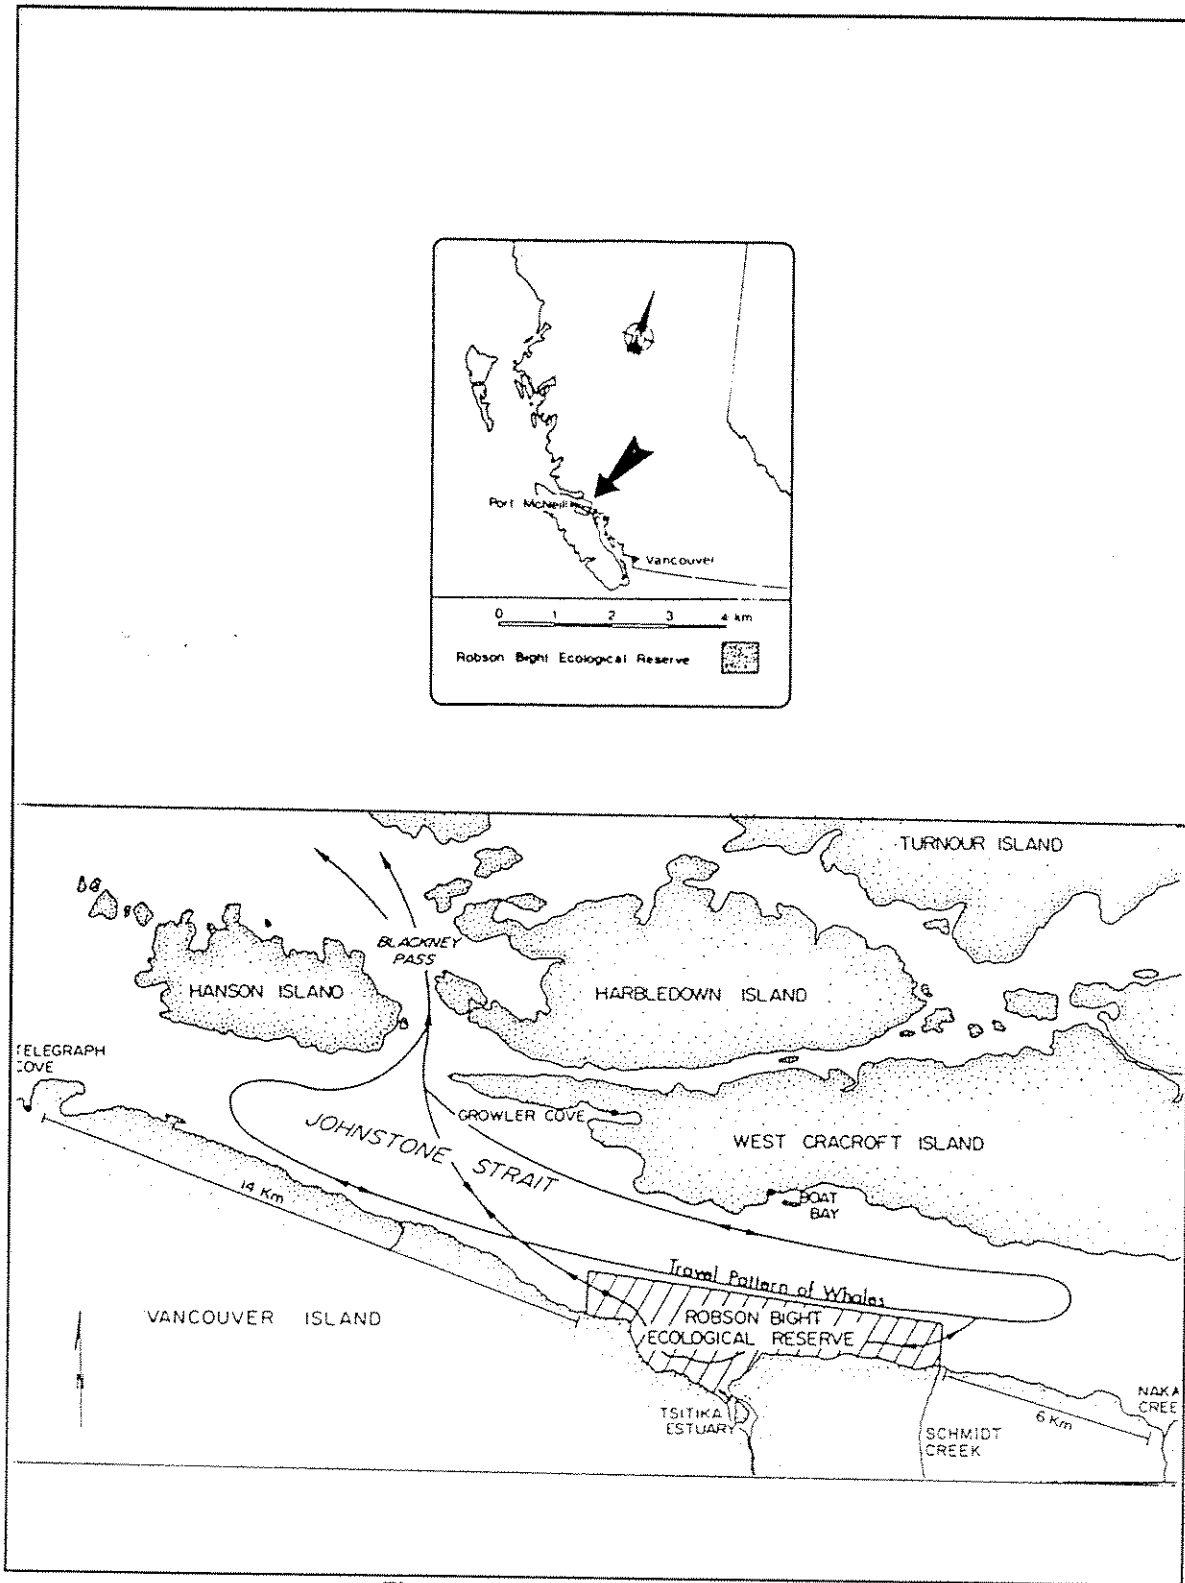 Port McNeill
Vancouver
0 1 2 3 4 km
Robson Bight Ecological Reserve
TURNOUR ISLAND
BLACKNEY
PASS
HANSON ISLAND
HARBLEDOWN ISLAND
TELEGRAPH
COVE
GROWLER COVE
JOHNSTONE STRAIT
WEST CRACROFT ISLAND
14 Km
BOAT
BAY
Travel Pattern of Whales
VANCOUVER ISLAND
ROBSON BIGHT
ECOLOGICAL RESERVE
NAKA
CREE
TSITIKA
ESTUARY
6 Km
SCHMIDT
CREEK